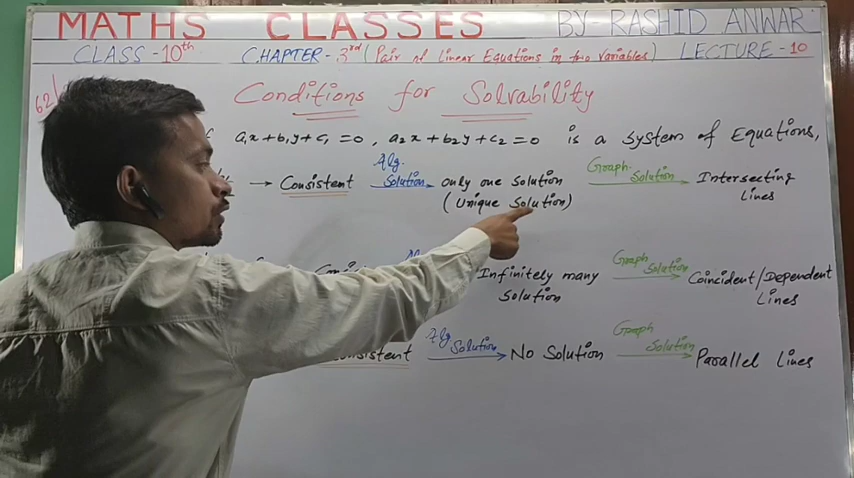 MATHS CLASSES BY- RASHID ANWAR
CLASS-10th CHAPTER- 3rd (Pair of Linear Equations in two Variables) LECTURE-10
62/
Conditions for Solvability
a₁x + b₁y + c₁ = 0, a₂x + b₂y + c₂ = 0 is a System of Equations,
→ Consistent Alg. Solution→ only one solution (Unique Solution) Graph. Solution→ Intersecting Lines
Infinitely many Solution Graph Solution→ Coincident/Dependent Lines
consistent Alg Solution→ No Solution Graph Solution→ Parallel Lines